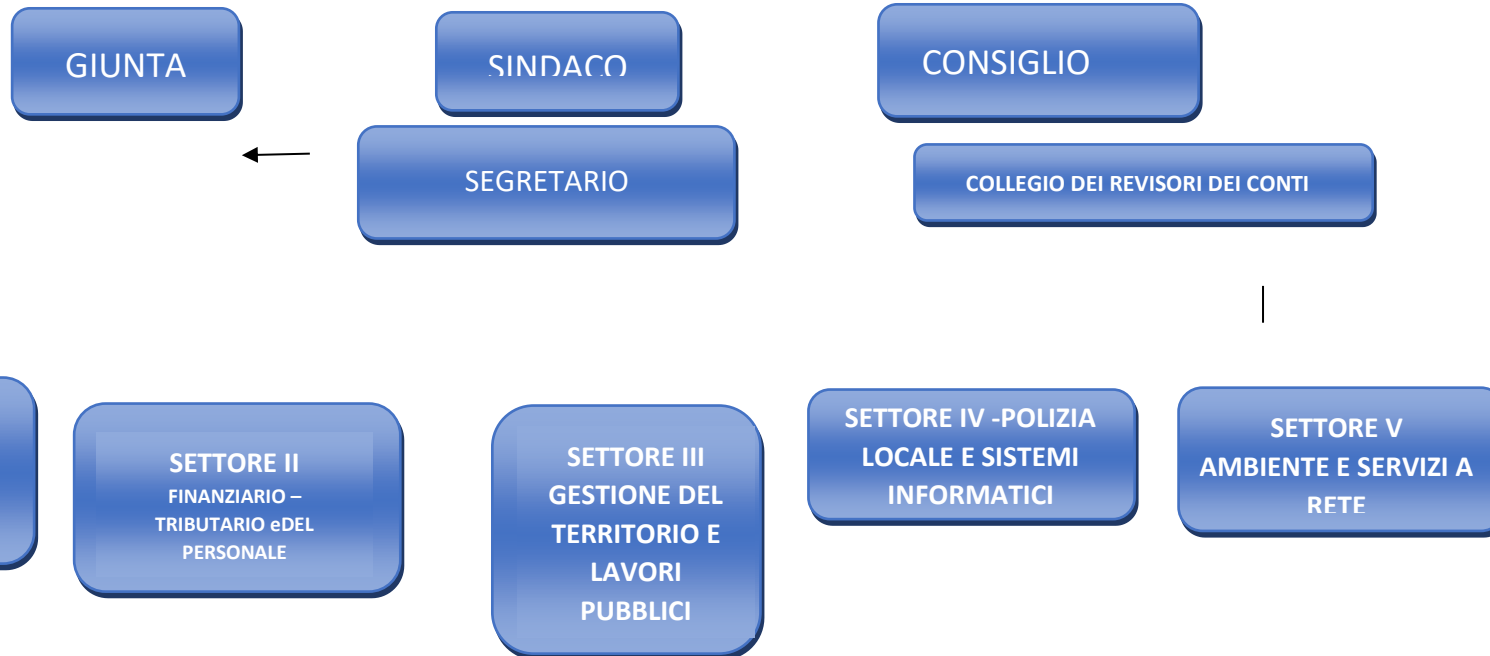 GIUNTA
SINDACO
CONSIGLIO
SEGRETARIO
COLLEGIO DEI REVISORI DEI CONTI
SETTORE II
FINANZIARIO –
TRIBUTARIO eDEL
PERSONALE
SETTORE III
GESTIONE DEL
TERRITORIO E
LAVORI
PUBBLICI
SETTORE IV -POLIZIA
LOCALE E SISTEMI
INFORMATICI
SETTORE V
AMBIENTE E SERVIZI A
RETE